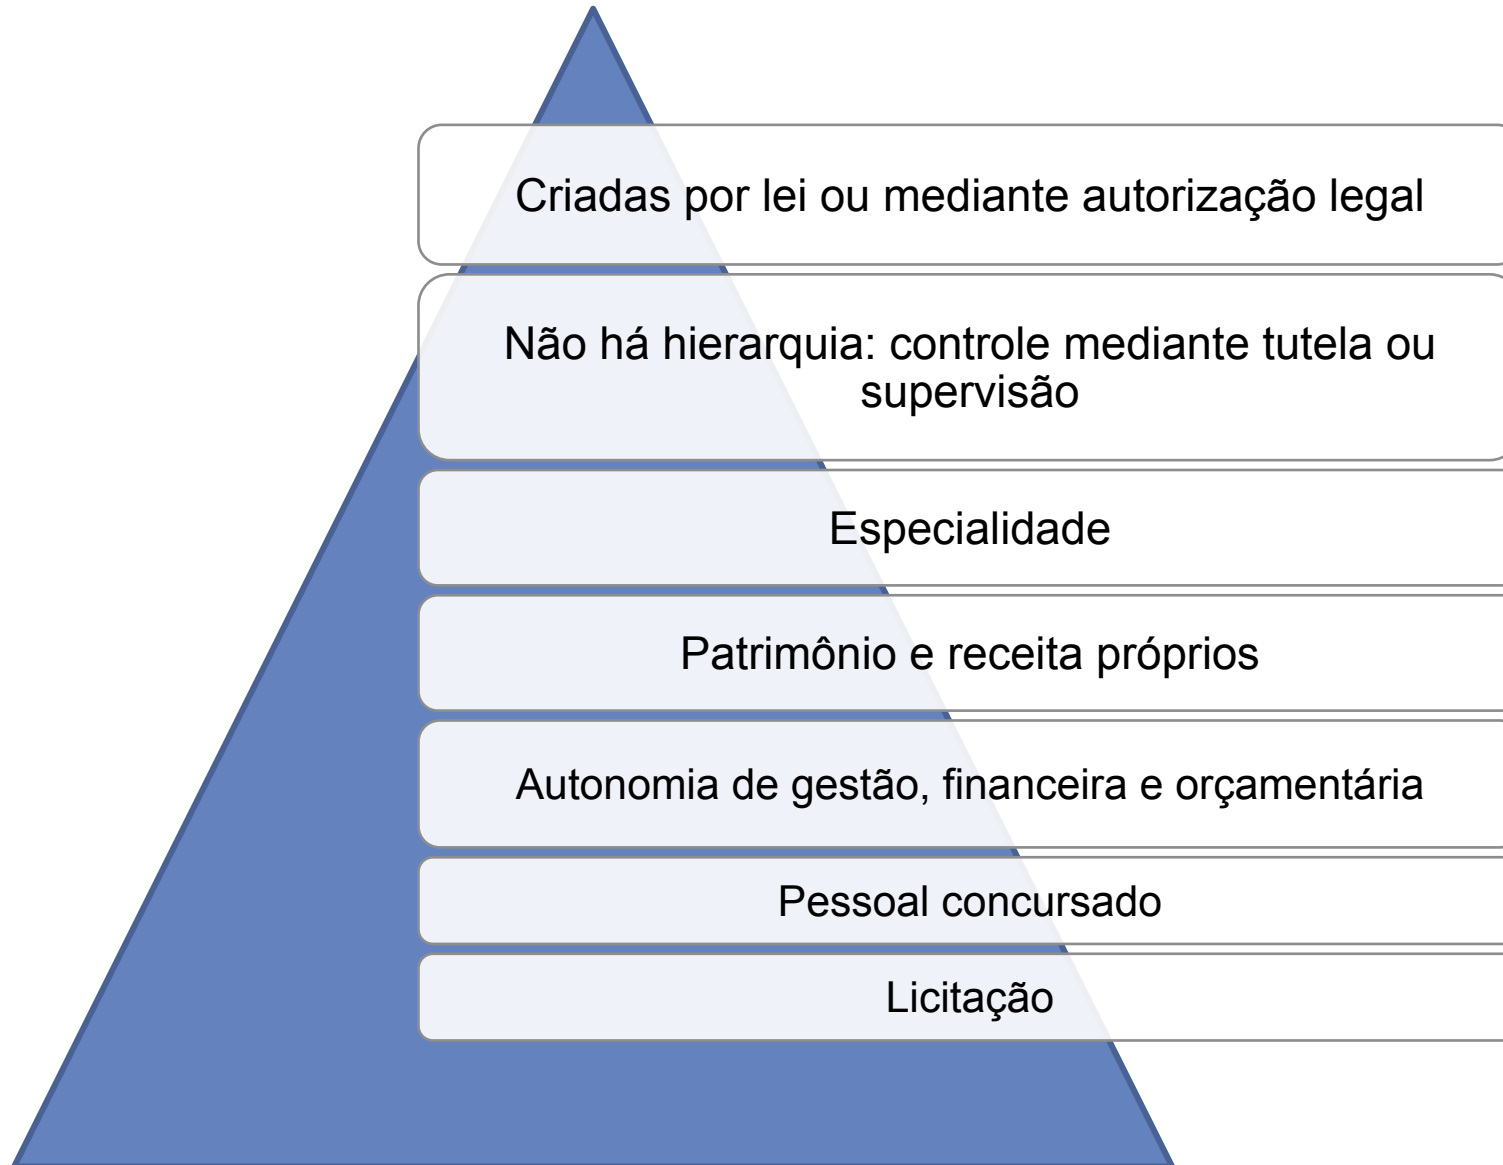 Criadas por lei ou mediante autorização legal
Não há hierarquia: controle mediante tutela ou
supervisão
Especialidade
Patrimônio e receita próprios
Autonomia de gestão, financeira e orçamentária
Pessoal concursado
Licitação